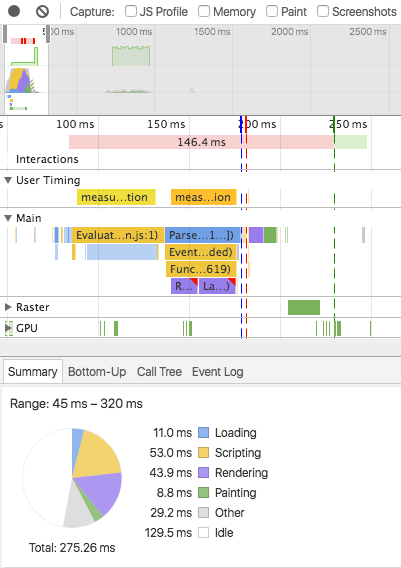 Capture: JS Profile Memory Paint Screenshots
500 ms 1000 ms 1500 ms 2000 ms
s 100 ms 150 ms 200 ms 250 ms
146.4 ms
Interactions
User Timing
measu...tion meas...ion
Main
Evaluat...n.js:1) Parse...1...])
Event...ded)
Func...619)
R... La...)
Raster
GPU
Summary Bottom-Up Call Tree Event Log
Range: 45 ms – 320 ms
11.0 ms Loading
53.0 ms Scripting
43.9 ms Rendering
8.8 ms Painting
29.2 ms Other
129.5 ms Idle
Total: 275.26 ms